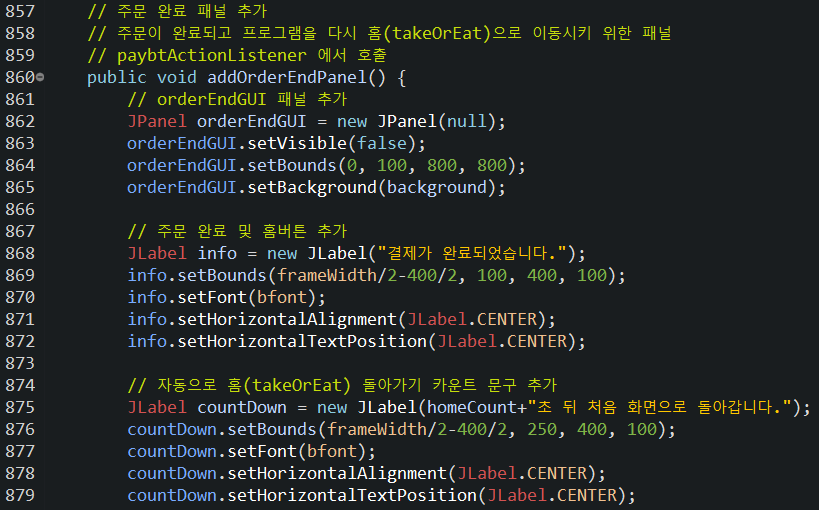 857 // 주문 완료 패널 추가
858 // 주문이 완료되고 프로그램을 다시 홈(takeOrEat)으로 이동시키 위한 패널
859 // paybtActionListener 에서 호출
860 public void addOrderEndPanel() {
861 // orderEndGUI 패널 추가
862 JPanel orderEndGUI = new JPanel(null);
863 orderEndGUI.setVisible(false);
864 orderEndGUI.setBounds(0, 100, 800, 800);
865 orderEndGUI.setBackground(background);
866
867 // 주문 완료 및 홈버튼 추가
868 JLabel info = new JLabel("결제가 완료되었습니다.");
869 info.setBounds(frameWidth/2-400/2, 100, 400, 100);
870 info.setFont(bfont);
871 info.setHorizontalAlignment(JLabel.CENTER);
872 info.setHorizontalTextPosition(JLabel.CENTER);
873
874 // 자동으로 홈(takeOrEat) 돌아가기 카운트 문구 추가
875 JLabel countDown = new JLabel(homeCount+"초 뒤 처음 화면으로 돌아갑니다.");
876 countDown.setBounds(frameWidth/2-400/2, 250, 400, 100);
877 countDown.setFont(bfont);
878 countDown.setHorizontalAlignment(JLabel.CENTER);
879 countDown.setHorizontalTextPosition(JLabel.CENTER);